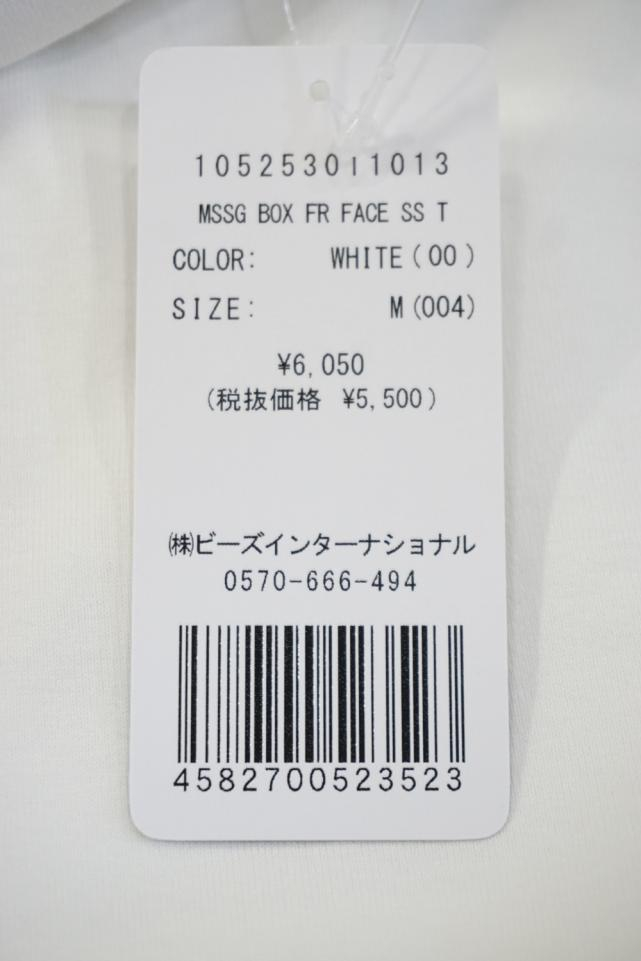 105253011013
MSSG BOX FR FACE SS T
COLOR: WHITE(00)
SIZE: M(004)
¥6,050
(税抜価格 ¥5,500)
㈱ビーズインターナショナル
0570-666-494
4582700523523